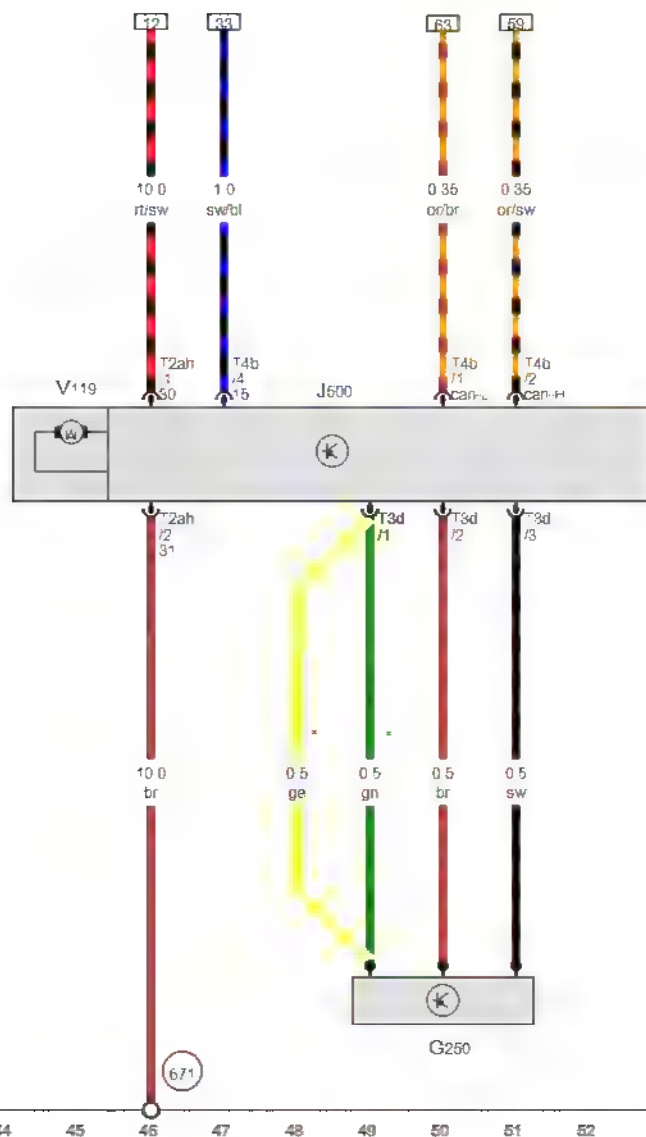 12 33 63 59
10 0 1 0 0 35 0 35
rt/sw sw/bl or/br or/sw
T2ah T4b T4b T4b
/4 /1 /2
V119 30 15 J500 can-L can-H
T2ah T3d T3d T3d
/2 /1 /2 /3
31
10 0 0 5 0 5 0 5 0 5
br ge gn br sw
G250
671
45 46 47 48 49 50 51 52